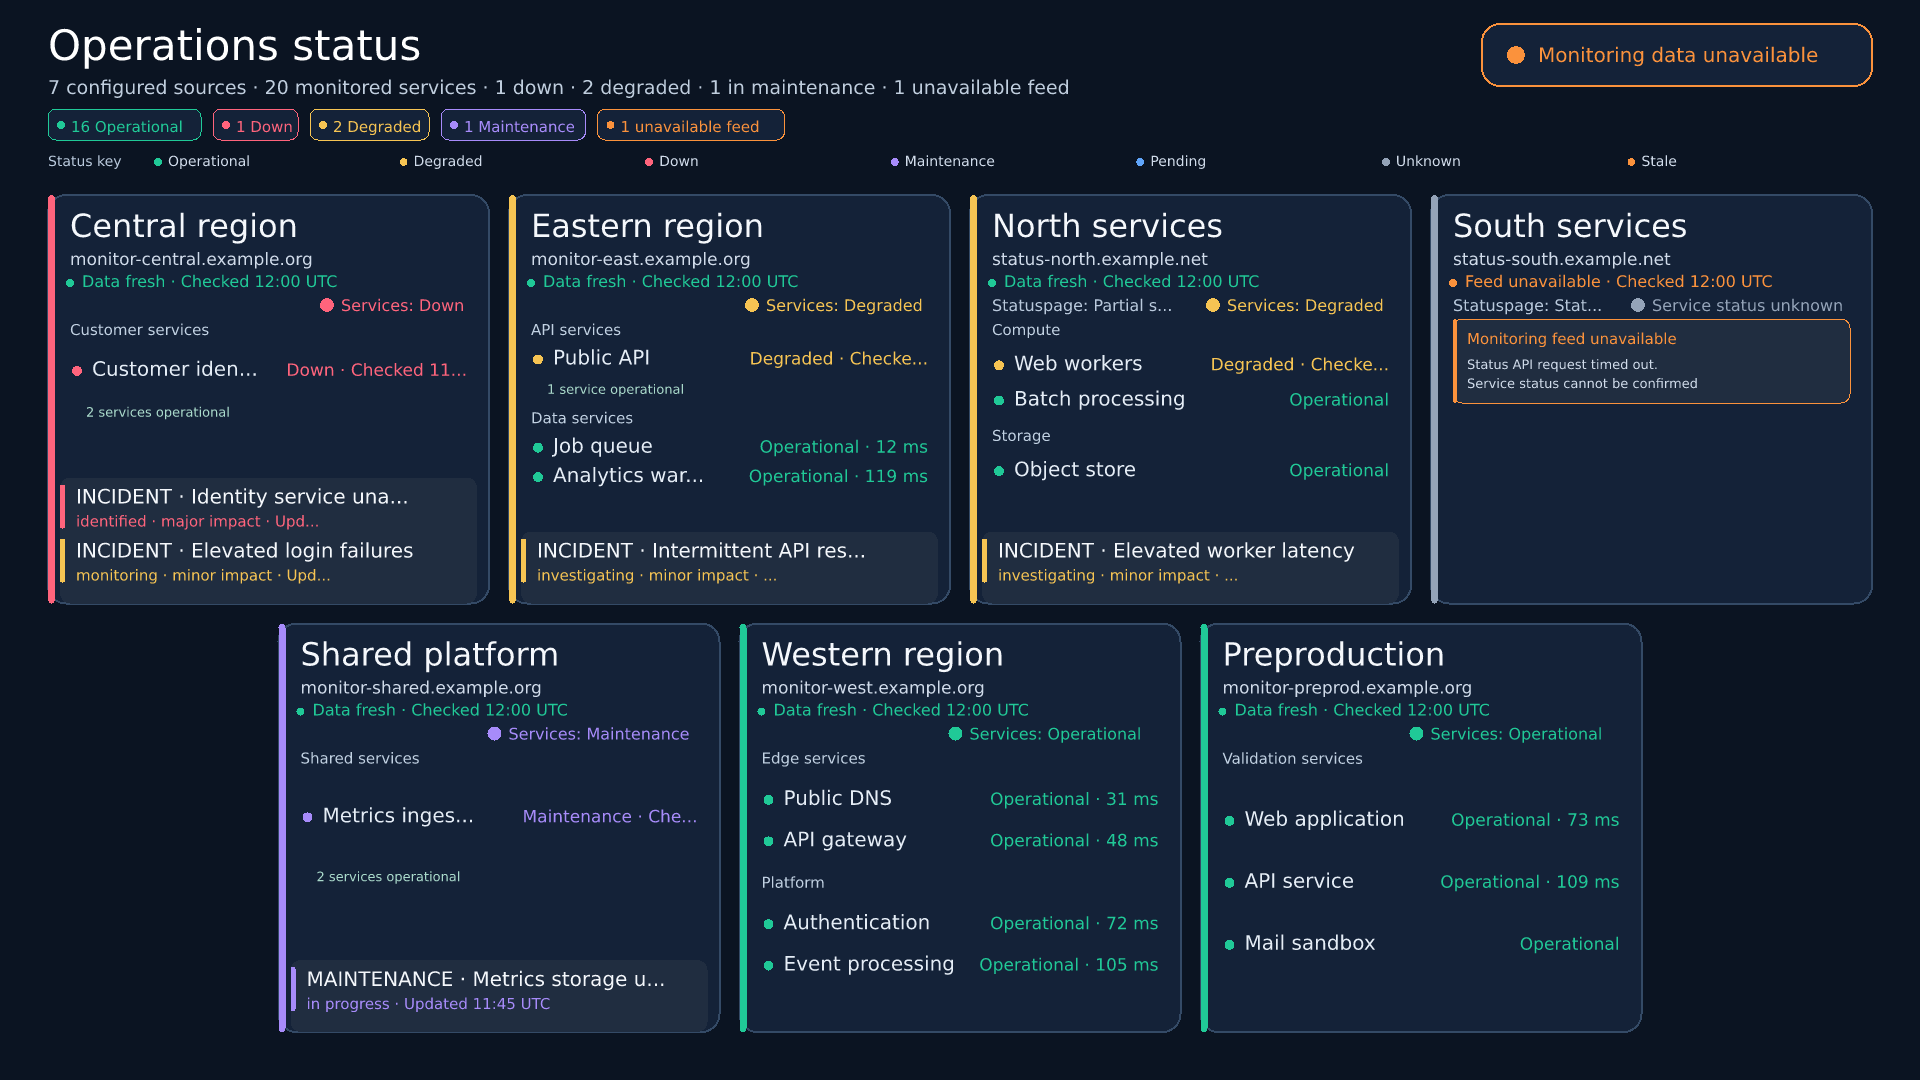 Operations status
Monitoring data unavailable
7 configured sources · 20 monitored services · 1 down · 2 degraded · 1 in maintenance · 1 unavailable feed
16 Operational
1 Down
2 Degraded
1 Maintenance
1 unavailable feed
Status key
Operational
Degraded
Down
Maintenance
Pending
Unknown
Stale
Central region
monitor-central.example.org
Data fresh · Checked 12:00 UTC
Services: Down
Customer services
Customer iden... Down · Checked 11...
2 services operational
INCIDENT · Identity service una...
identified · major impact · Upd...
INCIDENT · Elevated login failures
monitoring · minor impact · Upd...
Eastern region
monitor-east.example.org
Data fresh · Checked 12:00 UTC
Services: Degraded
API services
Public API Degraded · Checke...
1 service operational
Data services
Job queue Operational · 12 ms
Analytics war... Operational · 119 ms
INCIDENT · Intermittent API res...
investigating · minor impact · ...
North services
status-north.example.net
Data fresh · Checked 12:00 UTC
Statuspage: Partial s... Services: Degraded
Compute
Web workers Degraded · Checke...
Batch processing Operational
Storage
Object store Operational
INCIDENT · Elevated worker latency
investigating · minor impact · ...
South services
status-south.example.net
Feed unavailable · Checked 12:00 UTC
Statuspage: Stat... Service status unknown
Monitoring feed unavailable
Status API request timed out.
Service status cannot be confirmed
Shared platform
monitor-shared.example.org
Data fresh · Checked 12:00 UTC
Services: Maintenance
Shared services
Metrics inges... Maintenance · Che...
2 services operational
MAINTENANCE · Metrics storage u...
in progress · Updated 11:45 UTC
Western region
monitor-west.example.org
Data fresh · Checked 12:00 UTC
Services: Operational
Edge services
Public DNS Operational · 31 ms
API gateway Operational · 48 ms
Platform
Authentication Operational · 72 ms
Event processing Operational · 105 ms
Preproduction
monitor-preprod.example.org
Data fresh · Checked 12:00 UTC
Services: Operational
Validation services
Web application Operational · 73 ms
API service Operational · 109 ms
Mail sandbox Operational